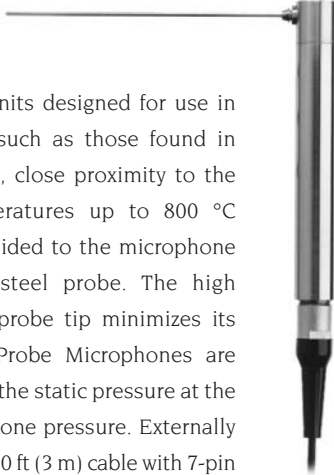 nits designed for use in
such as those found in
, close proximity to the
eratures up to 800 °C
ided to the microphone
steel probe. The high
probe tip minimizes its
Probe Microphones are
the static pressure at the
one pressure. Externally
0 ft (3 m) cable with 7-pin